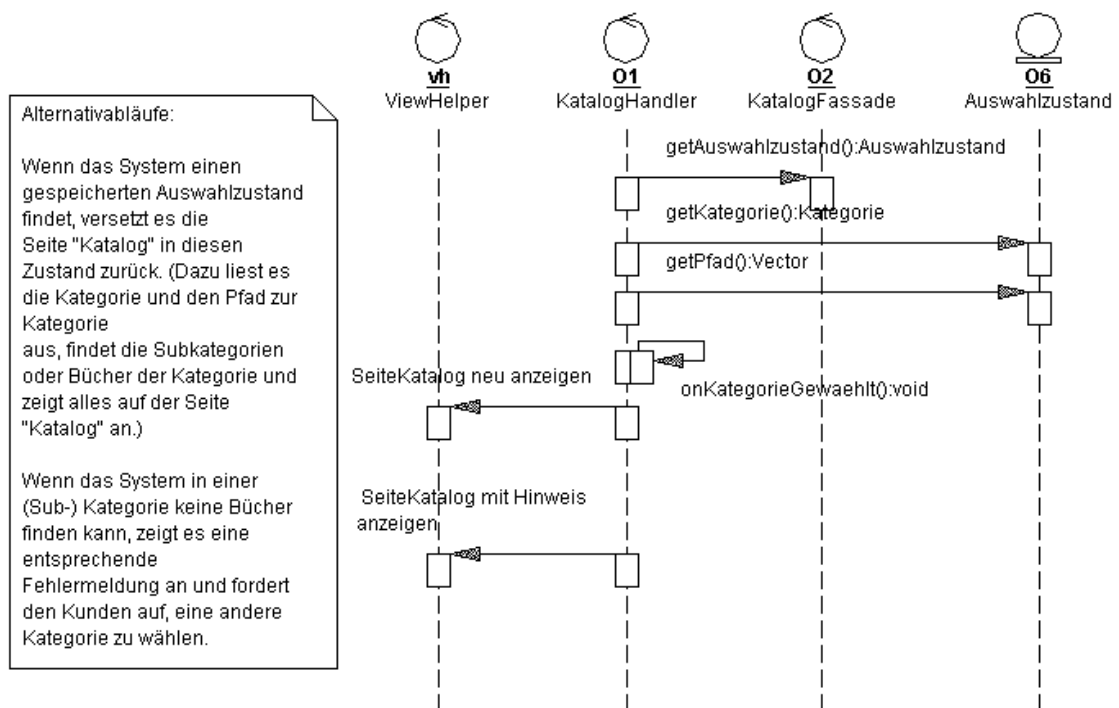 vh
ViewHelper
O1
KatalogHandler
O2
KatalogFassade
O6
Auswahlzustand
Alternativabläufe:
Wenn das System einen
gespeicherten Auswahlzustand
findet, versetzt es die
Seite "Katalog" in diesen
Zustand zurück. (Dazu liest es
die Kategorie und den Pfad zur
Kategorie
aus, findet die Subkategorien
oder Bücher der Kategorie und
zeigt alles auf der Seite
"Katalog" an.)
Wenn das System in einer
(Sub-) Kategorie keine Bücher
finden kann, zeigt es eine
entsprechende
Fehlermeldung an und fordert
den Kunden auf, eine andere
Kategorie zu wählen.
getAuswahlzustand():Auswahlzustand
getKategorie():Kategorie
getPfad():Vector
onKategorieGewaehlt():void
SeiteKatalog neu anzeigen
SeiteKatalog mit Hinweis
anzeigen